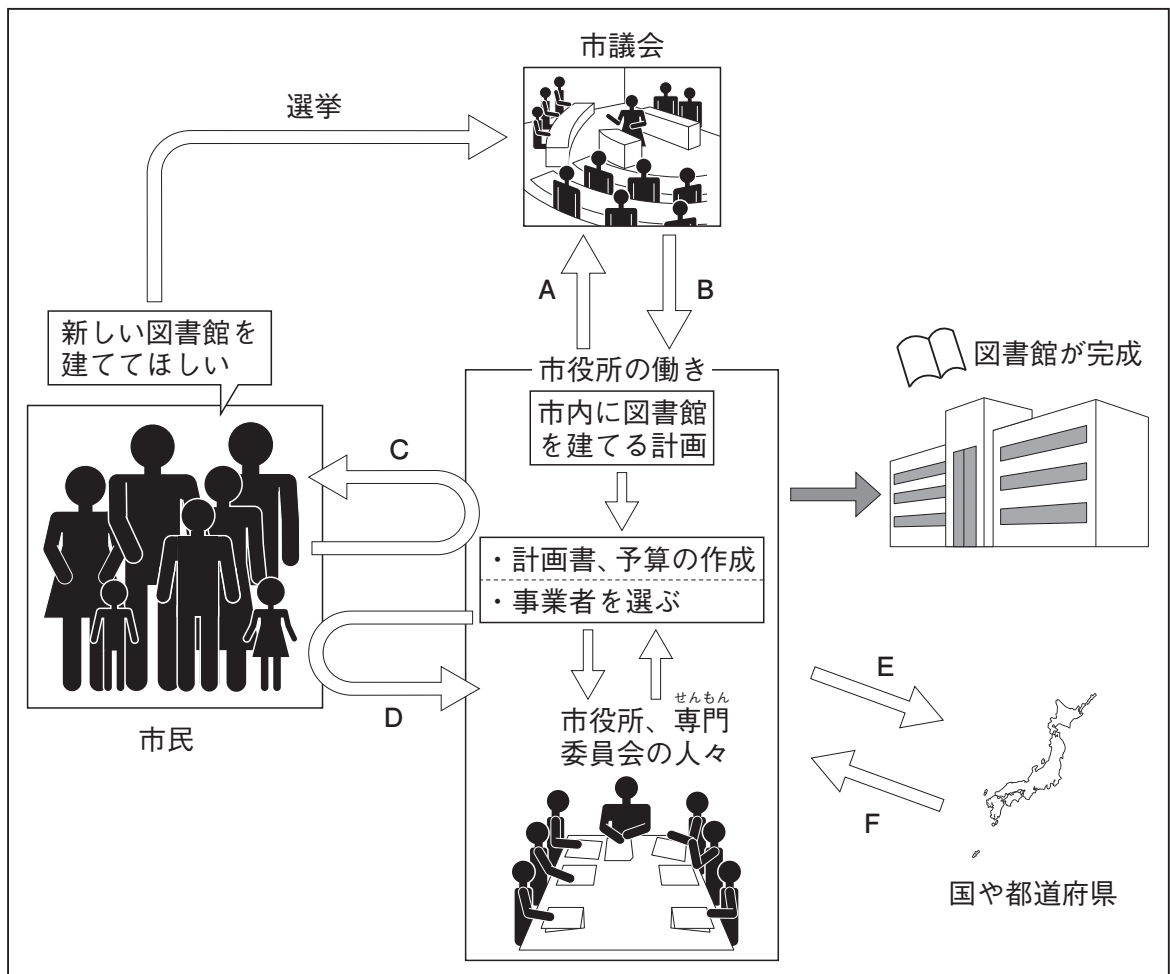 市議会
選挙
A
B
新しい図書館を
建ててほしい
市役所の働き
市内に図書館
を建てる計画
図書館が完成
C
・計画書、予算の作成
・事業者を選ぶ
D
市民
せんもん
市役所、専門
委員会の人々
E
F
国や都道府県